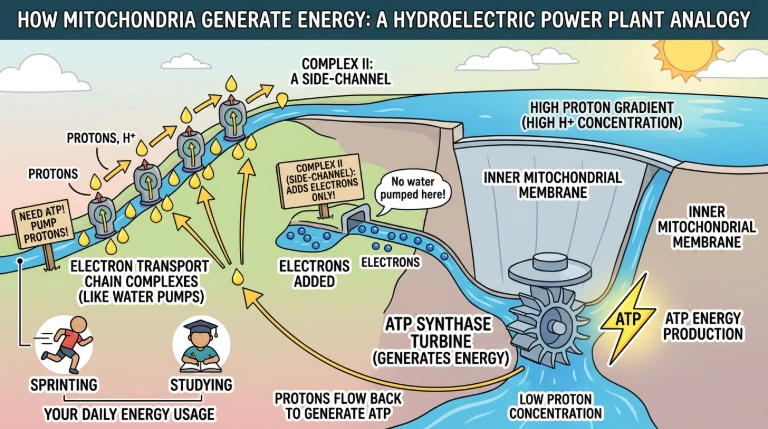 HOW MITOCHONDRIA GENERATE ENERGY: A HYDROELECTRIC POWER PLANT ANALOGY
COMPLEX II:
A SIDE-CHANNEL
PROTONS, H⁺
PROTONS
NEED ATP!
PUMP
PROTONS!
ELECTRON TRANSPORT
CHAIN COMPLEXES
(LIKE WATER PUMPS)
HIGH PROTON GRADIENT
(HIGH H⁺ CONCENTRATION)
COMPLEX II
(SIDE-CHANNEL):
ADDS ELECTRONS
ONLY!
No water
pumped here!
ELECTRONS
ADDED
ELECTRONS
INNER MITOCHONDRIAL
MEMBRANE
INNER
MITOCHONDRIAL
MEMBRANE
ATP SYNTHASE
TURBINE
(GENERATES ENERGY)
ATP
ATP ENERGY
PRODUCTION
SPRINTING
STUDYING
YOUR DAILY ENERGY USAGE
PROTONS FLOW BACK
TO GENERATE ATP
LOW PROTON
CONCENTRATION